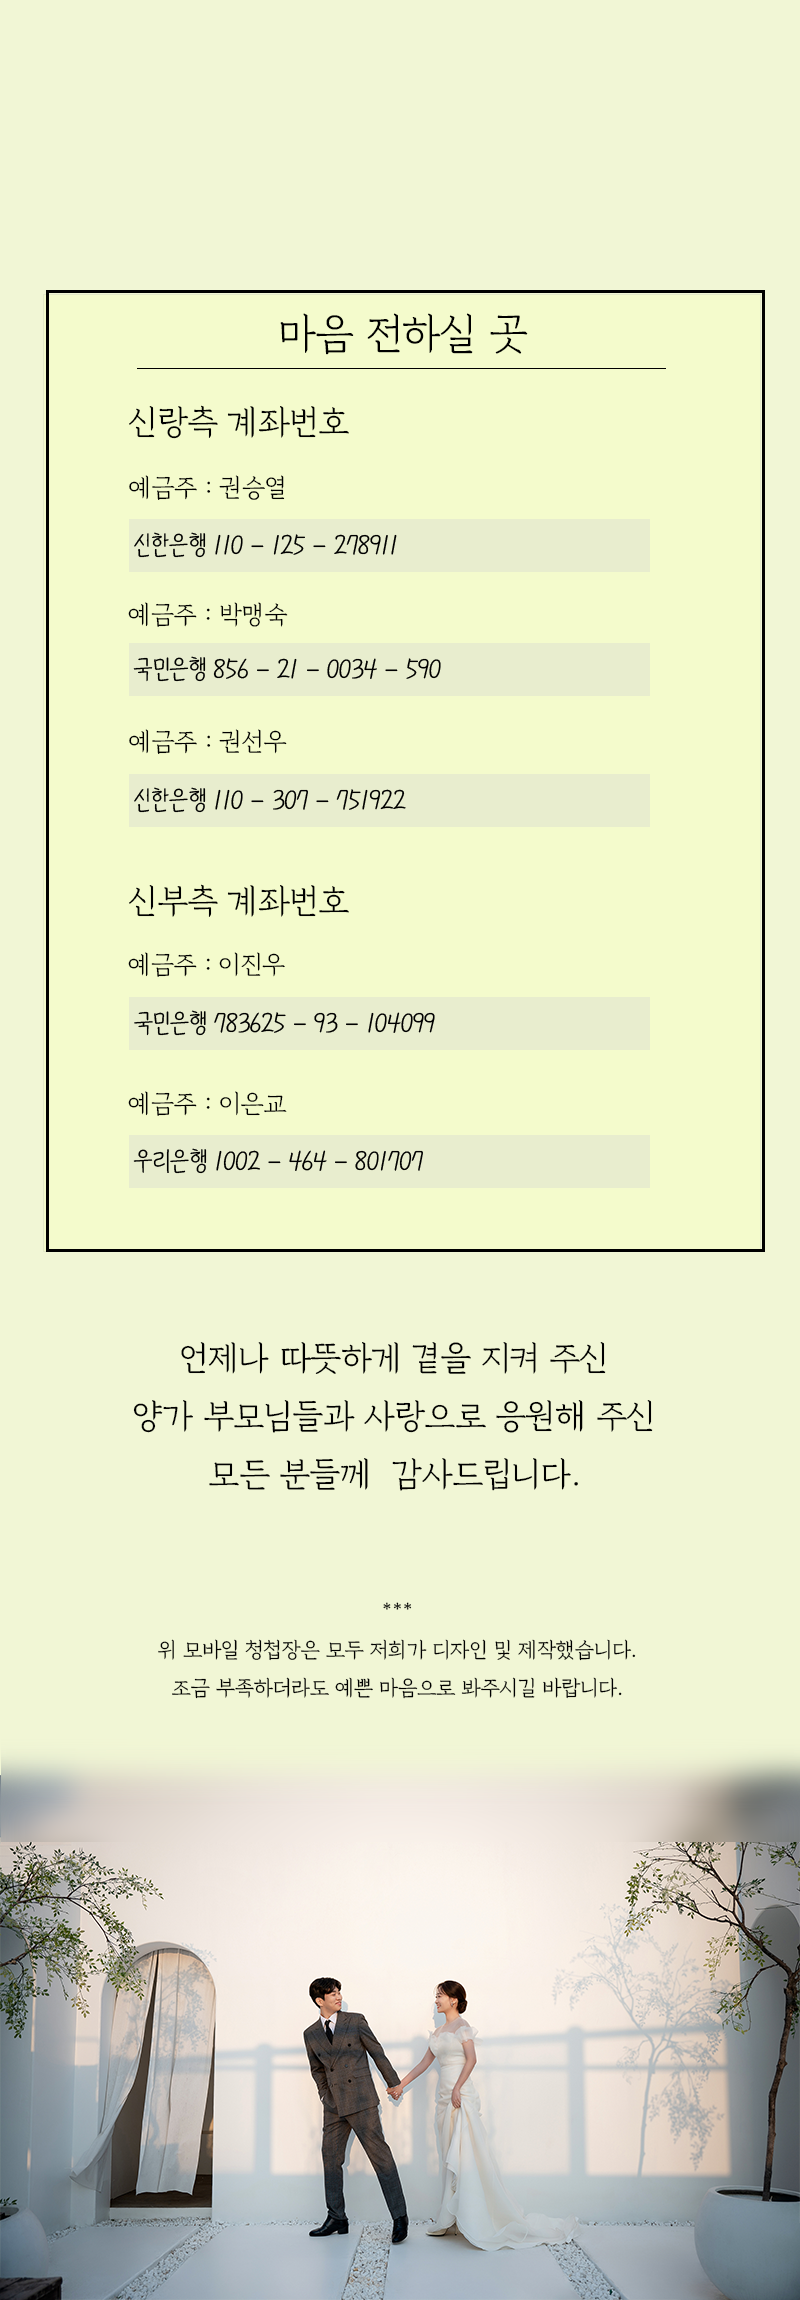 마음 전하실 곳
신랑측 계좌번호
예금주 : 권승열
신한은행 110 - 125 - 278911
예금주 : 박맹숙
국민은행 856 - 21 - 0034 - 590
예금주 : 권선우
신한은행 110 - 307 - 751922
신부측 계좌번호
예금주 : 이진우
국민은행 783625 - 93 - 104099
예금주 : 이은교
우리은행 1002 - 464 - 801707
언제나 따뜻하게 곁을 지켜 주신
양가 부모님들과 사랑으로 응원해 주신
모든 분들께  감사드립니다.
***
위 모바일 청첩장은 모두 저희가 디자인 및 제작했습니다.
조금 부족하더라도 예쁜 마음으로 봐주시길 바랍니다.